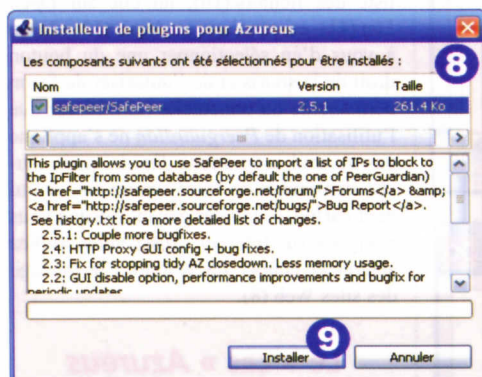 Installeur de plugins pour Azureus
Les composants suivants ont été sélectionnés pour être installés :
8
Nom Version Taille
safepeer/SafePeer 2.5.1 261.4 Ko
This plugin allows you to use SafePeer to import a list of IPs to block
to the IpFilter from some database (by default the one of PeerGuardian)
<a href="http://safepeer.sourceforge.net/forum/">Forums</a> &amp;
<a href="http://safepeer.sourceforge.net/bugs/">Bug Report</a>.
See history.txt for a more detailed list of changes.
2.5.1: Couple more bugfixes.
2.4: HTTP Proxy GUI config + bug fixes.
2.3: Fix for stopping tidy AZ closedown. Less memory usage.
2.2: GUI disable option, performance improvements and bugfix for
periodic updates
9
Installer Annuler
» Azureus